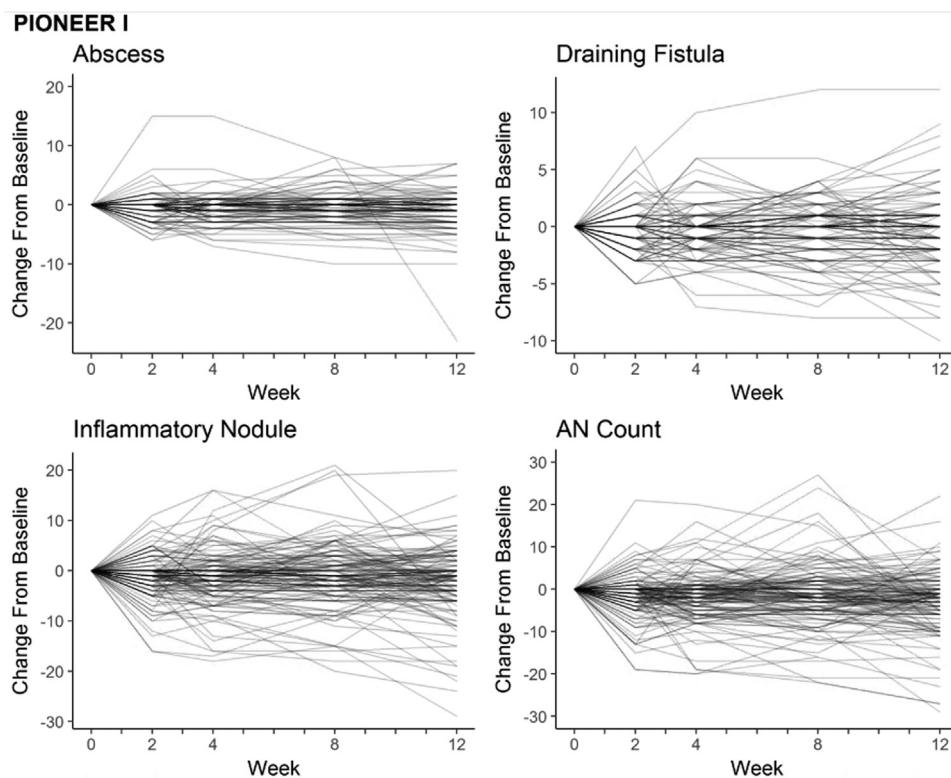 PIONEER I
Abscess
Change From Baseline
20
10
0
-10
-20
0 2 4 8 12
Week
Draining Fistula
Change From Baseline
10
5
0
-5
-10
0 2 4 8 12
Week
Inflammatory Nodule
Change From Baseline
20
10
0
-10
-20
-30
0 2 4 8 12
Week
AN Count
Change From Baseline
30
20
10
0
-10
-20
-30
0 2 4 8 12
Week